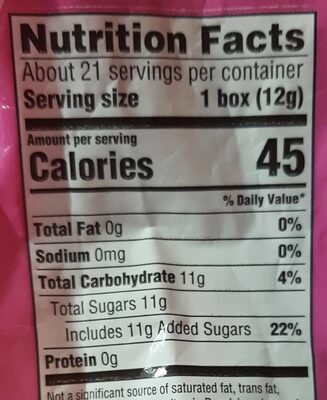 Nutrition Facts
About 21 servings per container
Serving size 1 box (12g)
Amount per serving
Calories 45
% Daily Value*
Total Fat 0g 0%
Sodium 0mg 0%
Total Carbohydrate 11g 4%
Total Sugars 11g
Includes 11g Added Sugars 22%
Protein 0g
Not a significant source of saturated fat, trans fat,